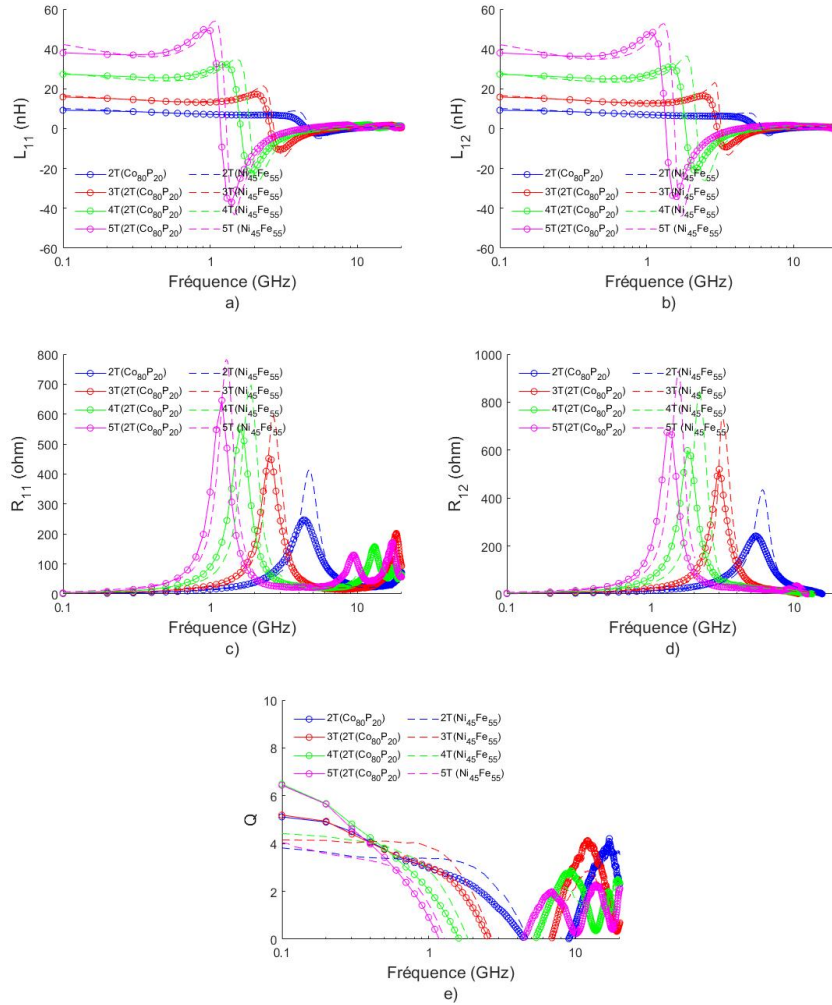 60
40
20
0
-20
-40
-60
L11 (nH)
2T(Co80P20)
3T(2T(Co80P20)
4T(2T(Co80P20)
5T(2T(Co80P20)
2T(Ni45Fe55)
3T(Ni45Fe55)
4T(Ni45Fe55)
5T (Ni45Fe55)
0.1 1 10
Fréquence (GHz)
a)
60
40
20
0
-20
-40
-60
L12 (nH)
2T(Co80P20)
3T(2T(Co80P20)
4T(2T(Co80P20)
5T(2T(Co80P20)
2T(Ni45Fe55)
3T(Ni45Fe55)
4T(Ni45Fe55)
5T (Ni45Fe55)
0.1 1 10
Fréquence (GHz)
b)
800
700
600
500
400
300
200
100
0
R11 (ohm)
2T(Co80P20)
3T(2T(Co80P20)
4T(2T(Co80P20)
5T(2T(Co80P20)
2T(Ni45Fe55)
3T(Ni45Fe55)
4T(Ni45Fe55)
5T (Ni45Fe55)
0.1 1 10
Fréquence (GHz)
c)
1000
800
600
400
200
0
R12 (ohm)
2T(Co80P20)
3T(2T(Co80P20)
4T(2T(Co80P20)
5T(2T(Co80P20)
2T(Ni45Fe55)
3T(Ni45Fe55)
4T(Ni45Fe55)
5T (Ni45Fe55)
0.1 1 10
Fréquence (GHz)
d)
10
8
6
4
2
0
Q
2T(Co80P20)
3T(2T(Co80P20)
4T(2T(Co80P20)
5T(2T(Co80P20)
2T(Ni45Fe55)
3T(Ni45Fe55)
4T(Ni45Fe55)
5T (Ni45Fe55)
0.1 1 10
Fréquence (GHz)
e)